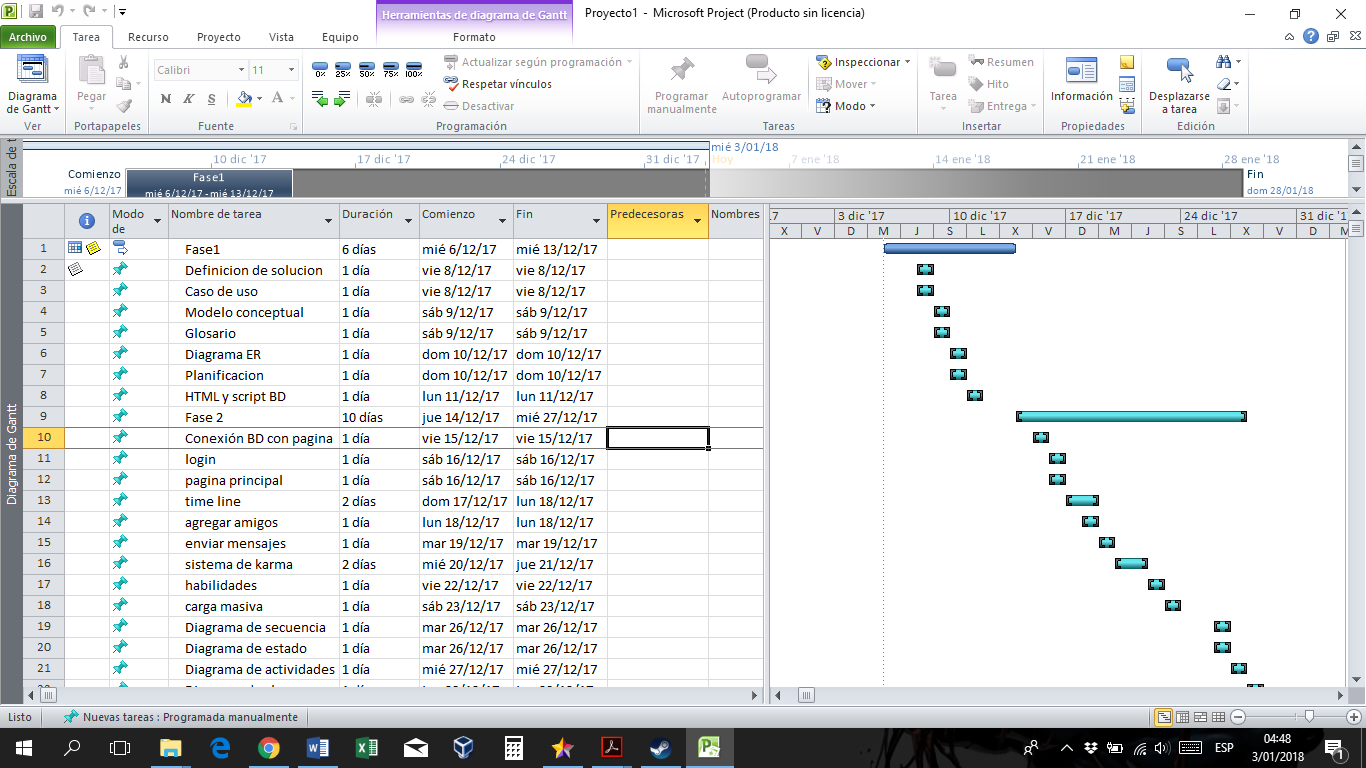 Herramientas de diagrama de Gantt
Proyecto1 - Microsoft Project (Producto sin licencia)
Archivo Tarea Recurso Proyecto Vista Equipo Formato
Diagrama de Gantt
Ver
Pegar
Portapapeles
Calibri 11
N K S A
Fuente
0% 25% 50% 75% 100%
Actualizar según programación
Respetar vínculos
Desactivar
Programación
Programar manualmente
Autoprogramar
Inspeccionar
Mover
Modo
Tareas
Tarea
Resumen
Hito
Entrega
Insertar
Información
Propiedades
Desplazarse a tarea
Edición
Escala de t
mié 3/01/18
10 dic '17 17 dic '17 24 dic '17 31 dic '17 Hoy 7 ene '18 14 ene '18 21 ene '18 28 ene '18
Comienzo
mié 6/12/17
Fase1
mié 6/12/17 - mié 13/12/17
Fin
dom 28/01/18
Diagrama de Gantt
Modo de Nombre de tarea Duración Comienzo Fin Predecesoras Nombres
.7 3 dic '17 10 dic '17 17 dic '17 24 dic '17 31 dic '1
X V D M J S L X V D M J S L X V D M
1 Fase1 6 días mié 6/12/17 mié 13/12/17
2 Definicion de solucion 1 día vie 8/12/17 vie 8/12/17
3 Caso de uso 1 día vie 8/12/17 vie 8/12/17
4 Modelo conceptual 1 día sáb 9/12/17 sáb 9/12/17
5 Glosario 1 día sáb 9/12/17 sáb 9/12/17
6 Diagrama ER 1 día dom 10/12/17 dom 10/12/17
7 Planificacion 1 día dom 10/12/17 dom 10/12/17
8 HTML y script BD 1 día lun 11/12/17 lun 11/12/17
9 Fase 2 10 días jue 14/12/17 mié 27/12/17
10 Conexión BD con pagina 1 día vie 15/12/17 vie 15/12/17
11 login 1 día sáb 16/12/17 sáb 16/12/17
12 pagina principal 1 día sáb 16/12/17 sáb 16/12/17
13 time line 2 días dom 17/12/17 lun 18/12/17
14 agregar amigos 1 día lun 18/12/17 lun 18/12/17
15 enviar mensajes 1 día mar 19/12/17 mar 19/12/17
16 sistema de karma 2 días mié 20/12/17 jue 21/12/17
17 habilidades 1 día vie 22/12/17 vie 22/12/17
18 carga masiva 1 día sáb 23/12/17 sáb 23/12/17
19 Diagrama de secuencia 1 día mar 26/12/17 mar 26/12/17
20 Diagrama de estado 1 día mar 26/12/17 mar 26/12/17
21 Diagrama de actividades 1 día mié 27/12/17 mié 27/12/17
Listo Nuevas tareas : Programada manualmente
ESP
04:48
3/01/2018